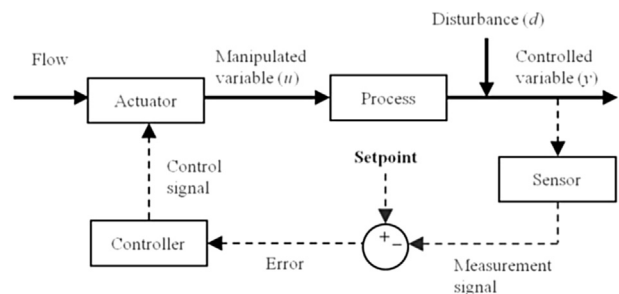 Disturbance (d)
Flow
Manipulated
variable (u)
Controlled
variable (y)
Actuator
Process
Control
signal
Setpoint
Sensor
+
−
Controller
Error
Measurement
signal